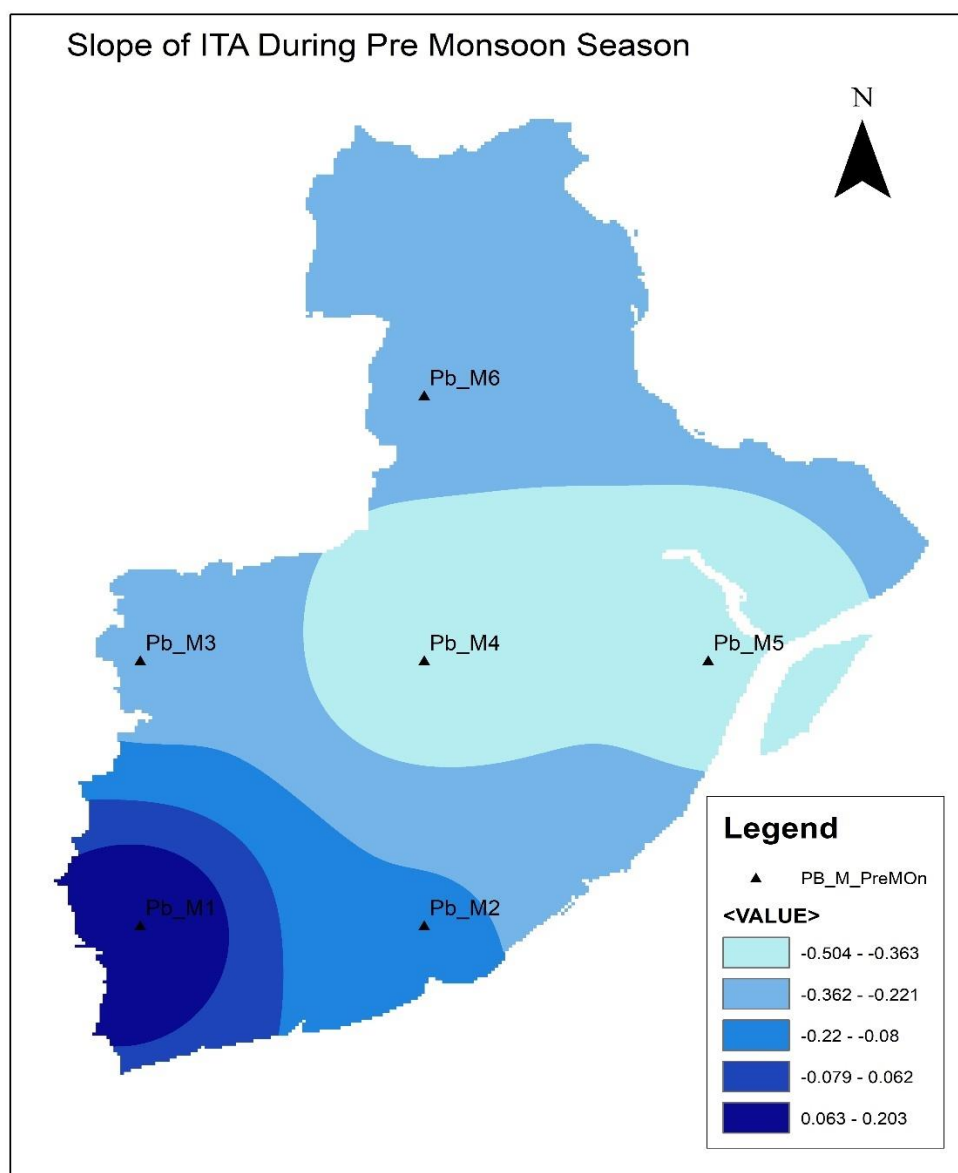 Slope of ITA During Pre Monsoon Season
N
Pb_M6
Pb_M3
Pb_M4
Pb_M5
Pb_M1
Pb_M2
Legend
PB_M_PreMOn
<VALUE>
-0.504 - -0.363
-0.362 - -0.221
-0.22 - -0.08
-0.079 - 0.062
0.063 - 0.203